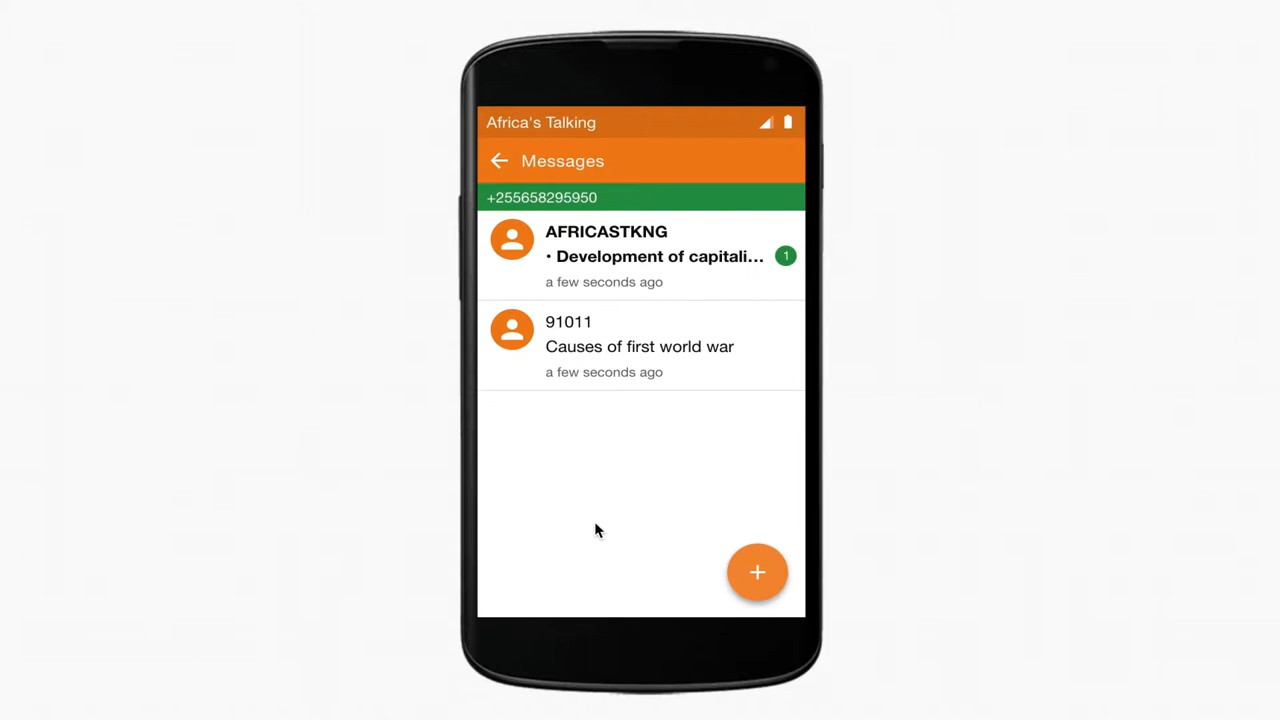 Africa's Talking
Messages
+255658295950
AFRICASTKNG
• Development of capitali...
1
a few seconds ago
91011
Causes of first world war
a few seconds ago
+